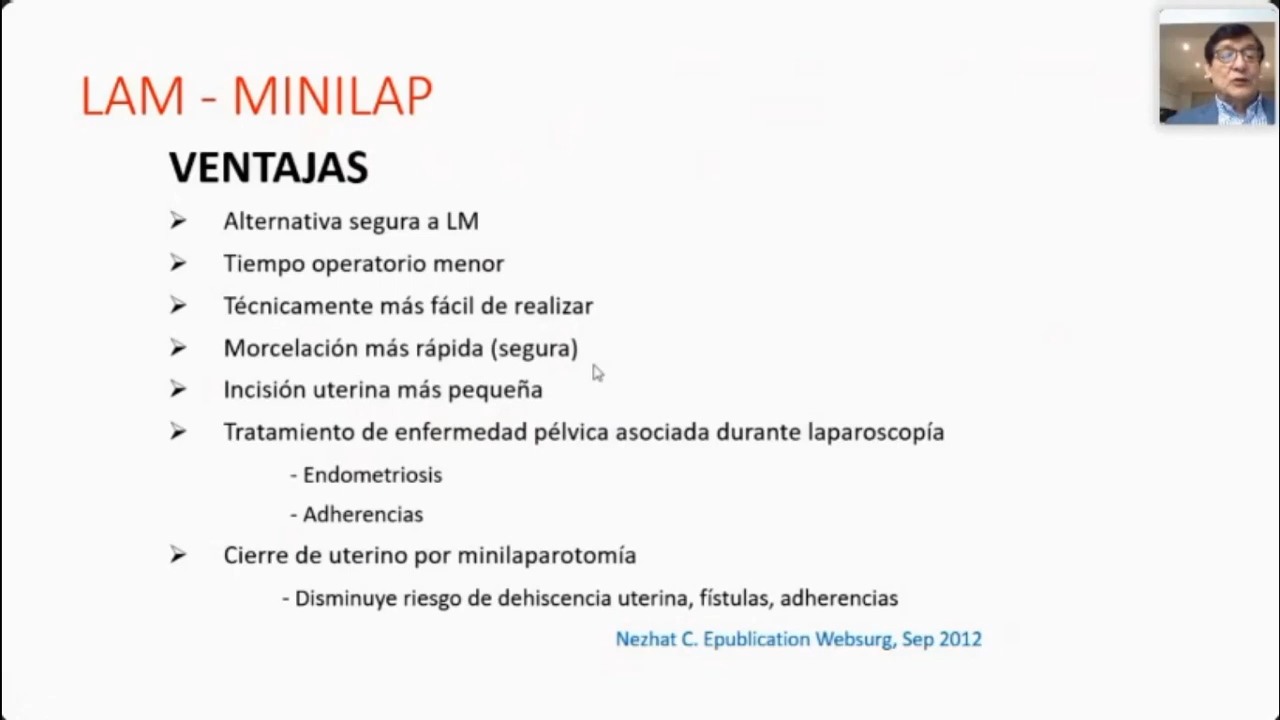 LAM - MINILAP
VENTAJAS
Alternativa segura a LM
Tiempo operatorio menor
Técnicamente más fácil de realizar
Morcelación más rápida (segura)
Incisión uterina más pequeña
Tratamiento de enfermedad pélvica asociada durante laparoscopía
- Endometriosis
- Adherencias
Cierre de uterino por minilaparotomía
- Disminuye riesgo de dehiscencia uterina, fístulas, adherencias
Nezhat C. Epublication Websurg, Sep 2012